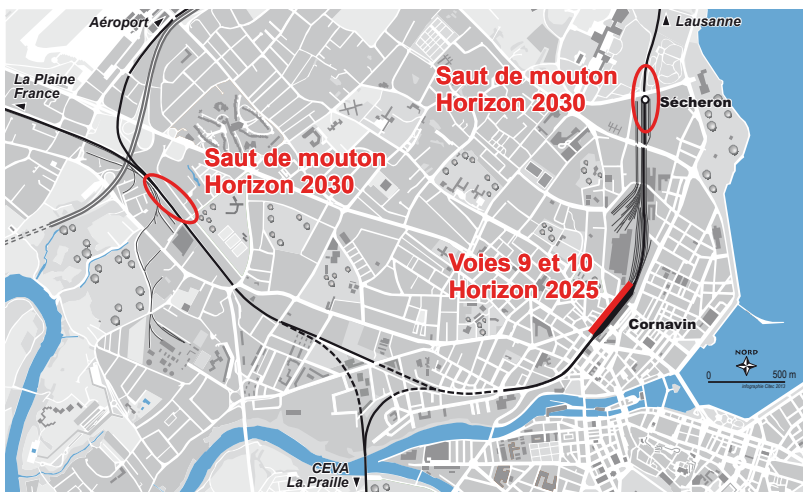 Aéroport
Lausanne
La Plaine
France
Saut de mouton
Horizon 2030
Sécheron
Saut de mouton
Horizon 2030
Voies 9 et 10
Horizon 2025
Cornavin
NORD
0 500 m
CEVA
La Praille